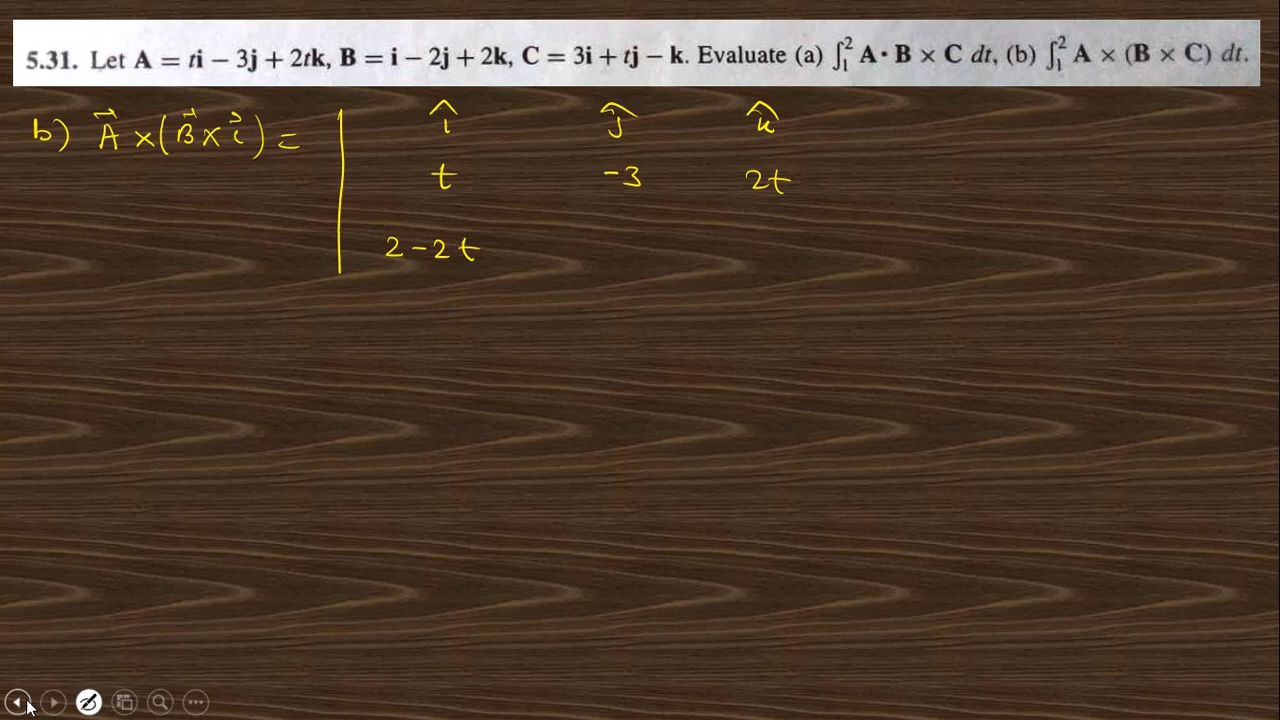 5.31. Let A = ti − 3j + 2tk, B = i − 2j + 2k, C = 3i + tj − k. Evaluate (a) ∫₁² A · B × C dt, (b) ∫₁² A × (B × C) dt.
b) A⃗ × (B⃗ × C⃗) = | î ĵ k̂
t -3 2t
2 - 2t